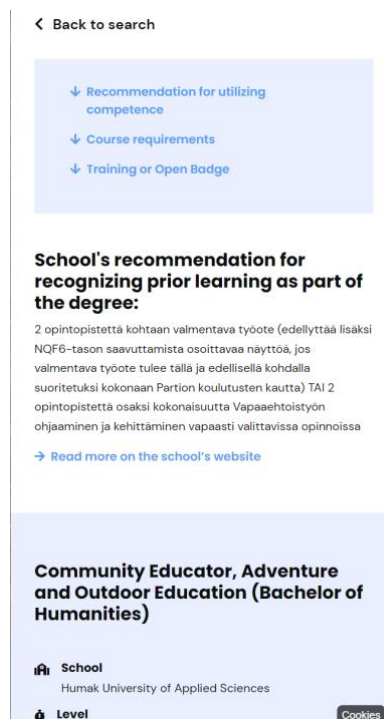 Back to search
Recommendation for utilizing
competence
Course requirements
Training or Open Badge
School's recommendation for
recognizing prior learning as part of
the degree:
2 opintopistettä kohtaan valmentava työote (edellyttää lisäksi
NQF6-tason saavuttamista osoittavaa näyttöä, jos
valmentava työote tulee tällä ja edellisellä kohdalla
suoritetuksi kokonaan Partion koulutusten kautta) TAI 2
opintopistettä osaksi kokonaisuutta Vapaaehtoistyön
ohjaaminen ja kehittäminen vapaasti valittavissa opinnoissa
Read more on the school's website
Community Educator, Adventure
and Outdoor Education (Bachelor of
Humanities)
School
Humak University of Applied Sciences
Level
Cookies